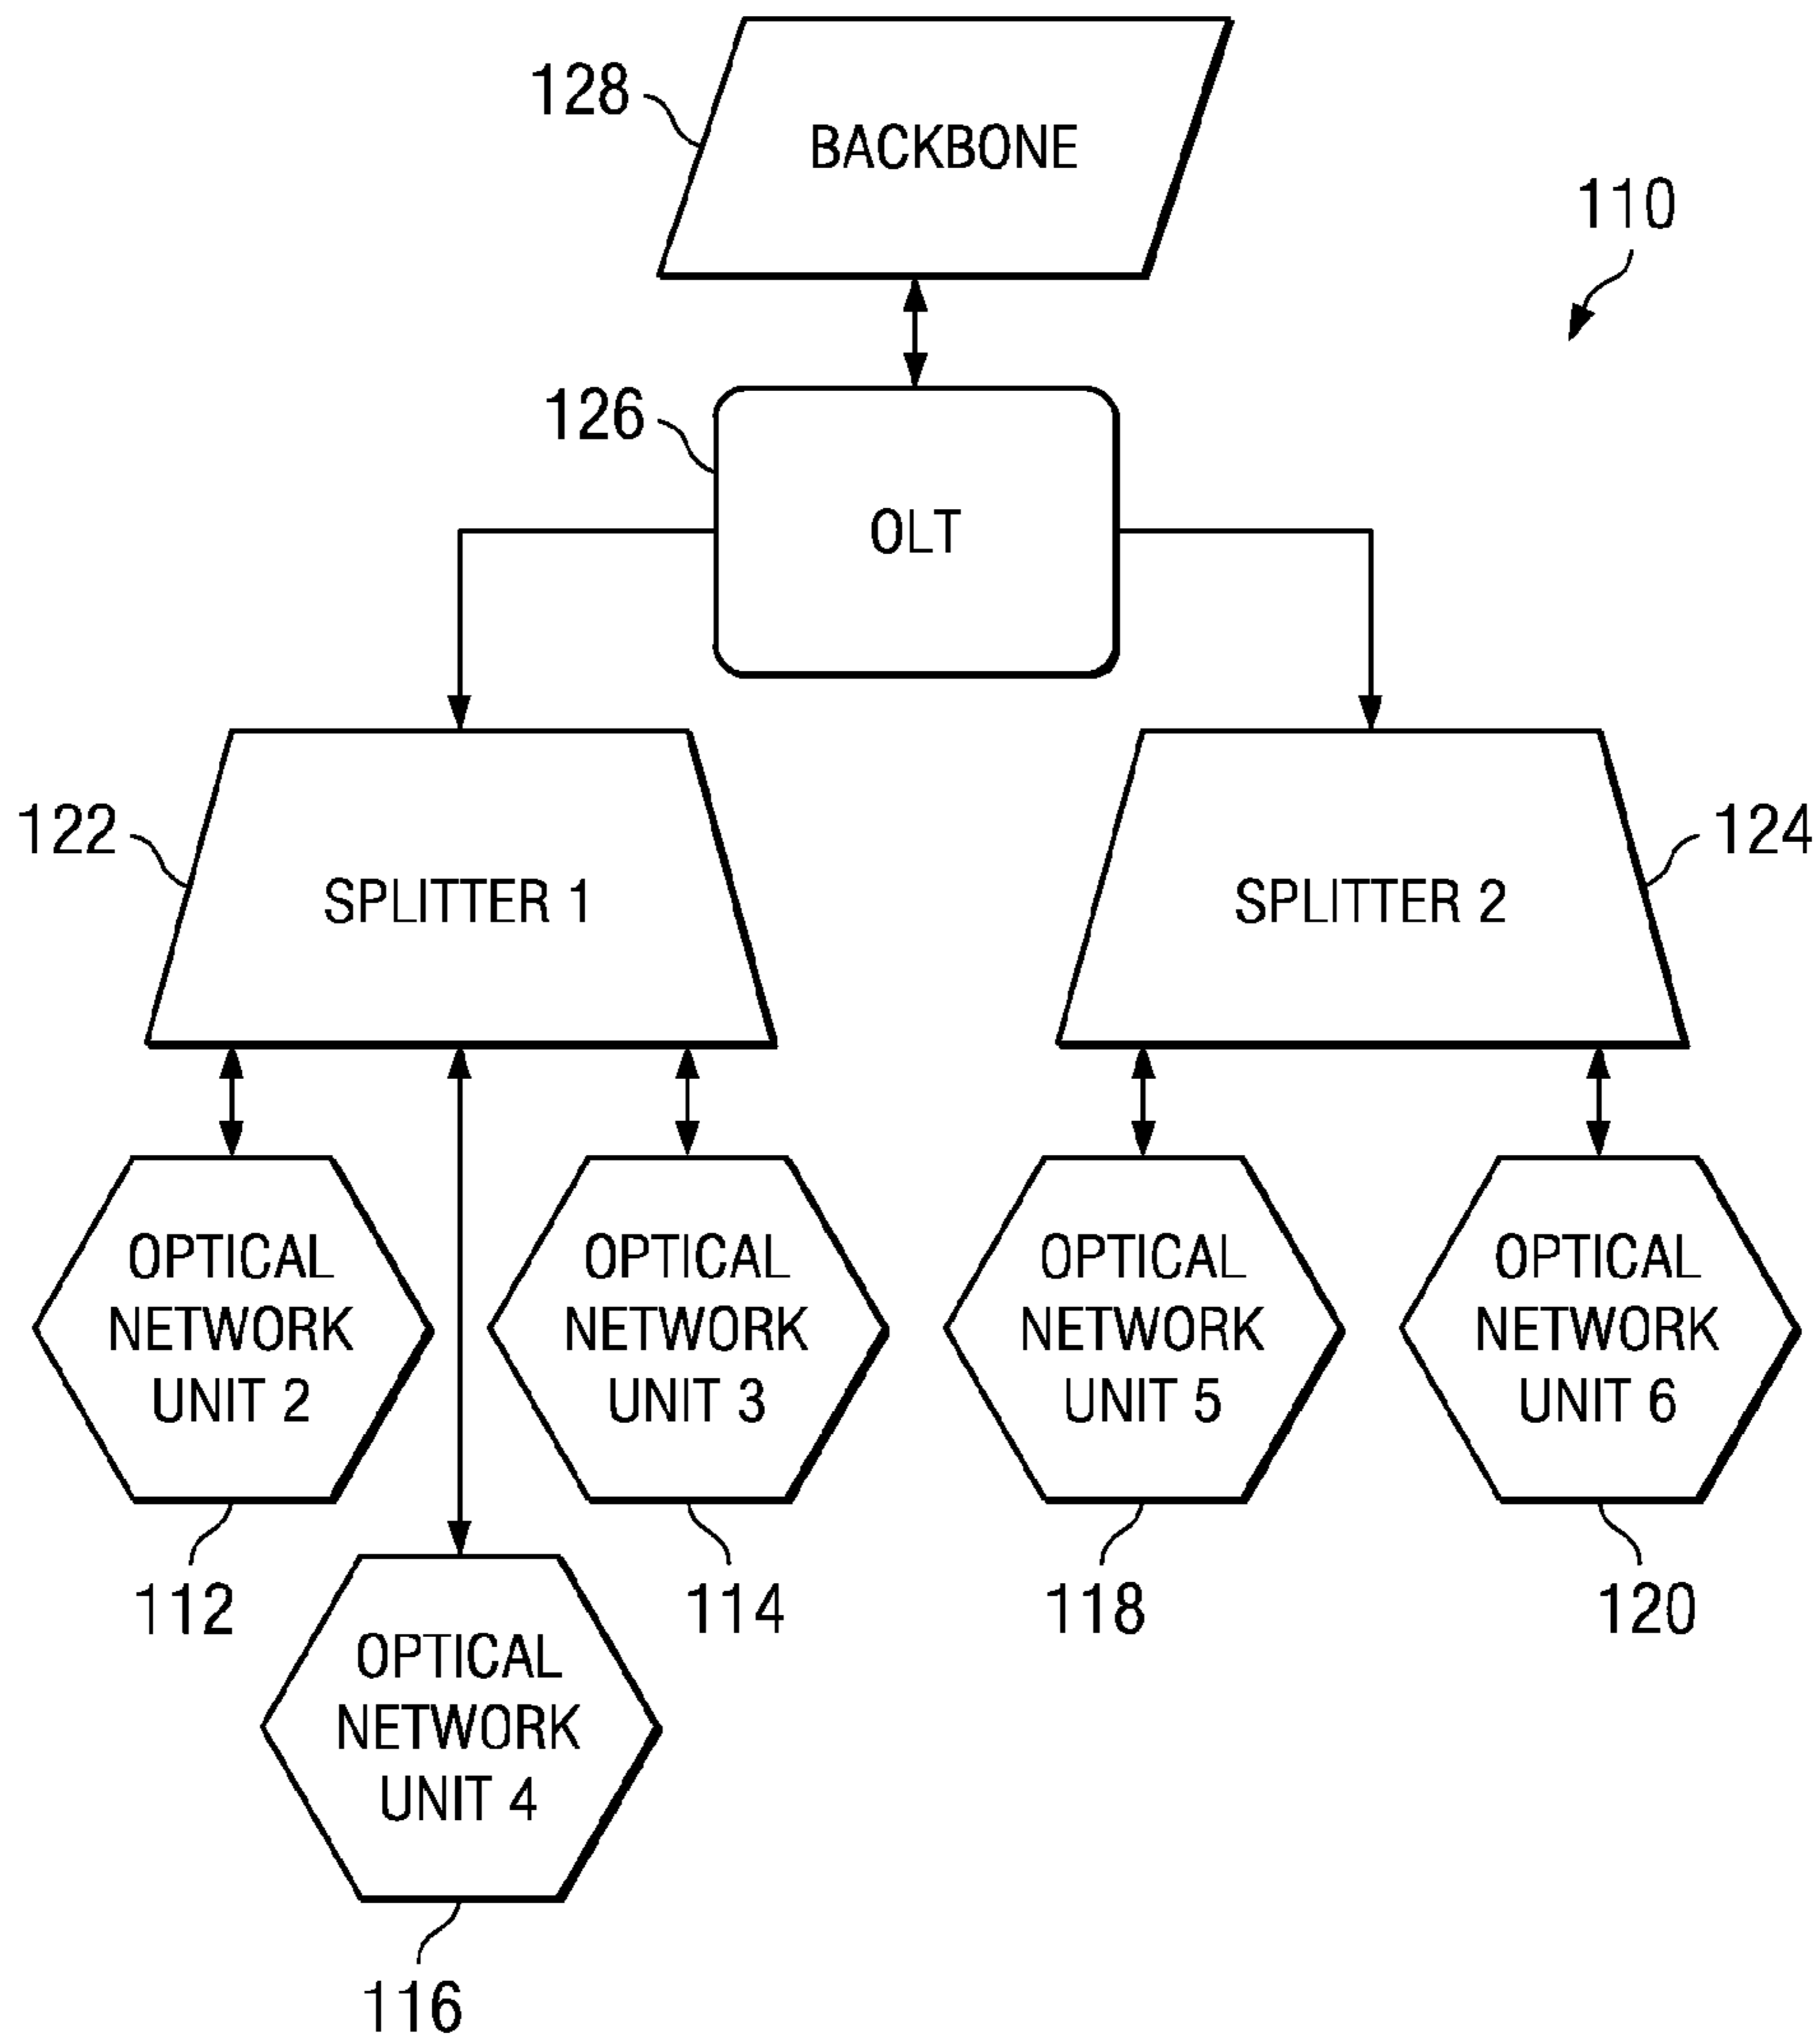 128
BACKBONE
110
126
OLT
122
SPLITTER 1
SPLITTER 2
124
OPTICAL
NETWORK
UNIT 2
OPTICAL
NETWORK
UNIT 3
OPTICAL
NETWORK
UNIT 5
OPTICAL
NETWORK
UNIT 6
112
114
118
120
OPTICAL
NETWORK
UNIT 4
116